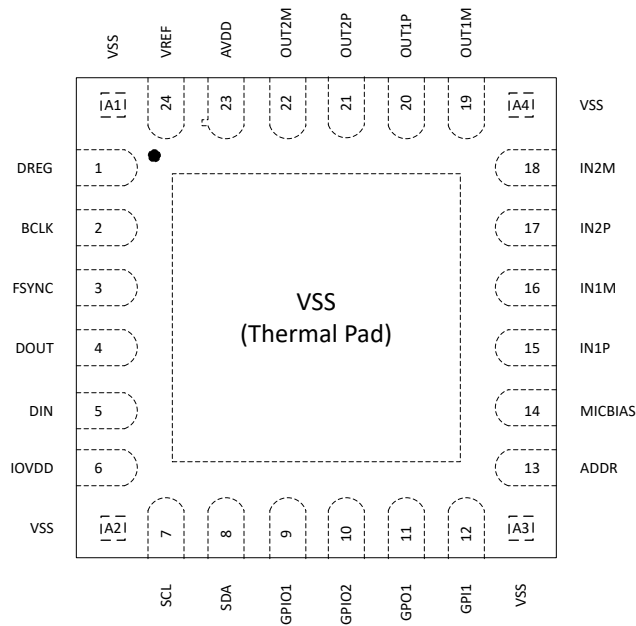 VSS
VREF
AVDD
OUT2M
OUT2P
OUT1P
OUT1M
A1
24
23
22
21
20
19
A4
VSS
DREG
1
18
IN2M
BCLK
2
17
IN2P
FSYNC
3
16
IN1M
VSS
(Thermal Pad)
DOUT
4
15
IN1P
DIN
5
14
MICBIAS
IOVDD
6
13
ADDR
VSS
A2
7
8
9
10
11
12
A3
SCL
SDA
GPIO1
GPIO2
GPO1
GPI1
VSS